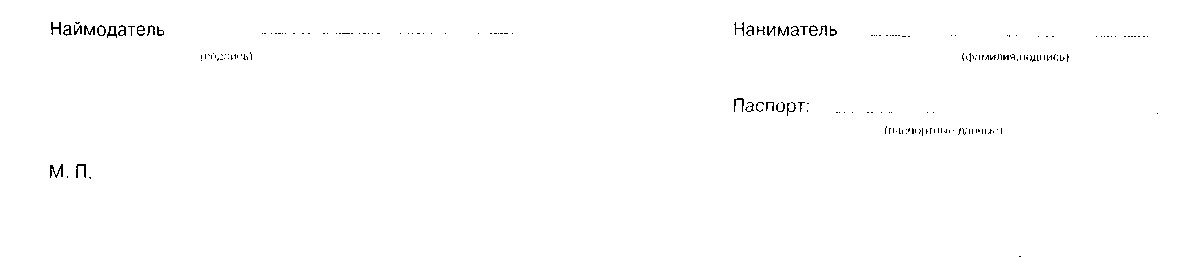 Наймодатель
(подпись)
Наниматель
(фамилия,подпись)
Паспорт:
(паспортные данные)
М. П.